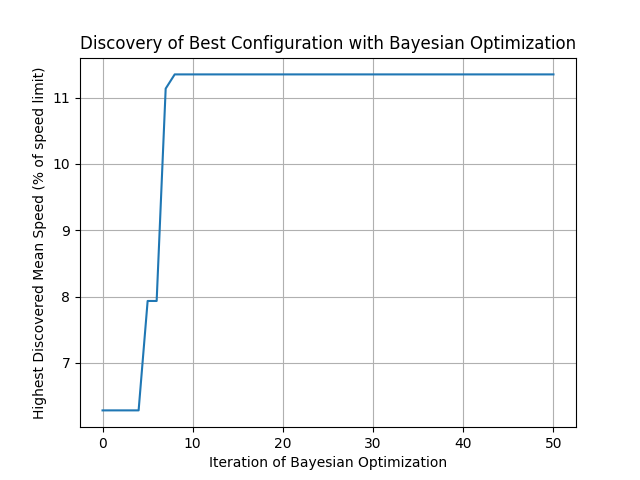 Discovery of Best Configuration with Bayesian Optimization
Highest Discovered Mean Speed (% of speed limit)
11
10
9
8
7
0 10 20 30 40 50
Iteration of Bayesian Optimization